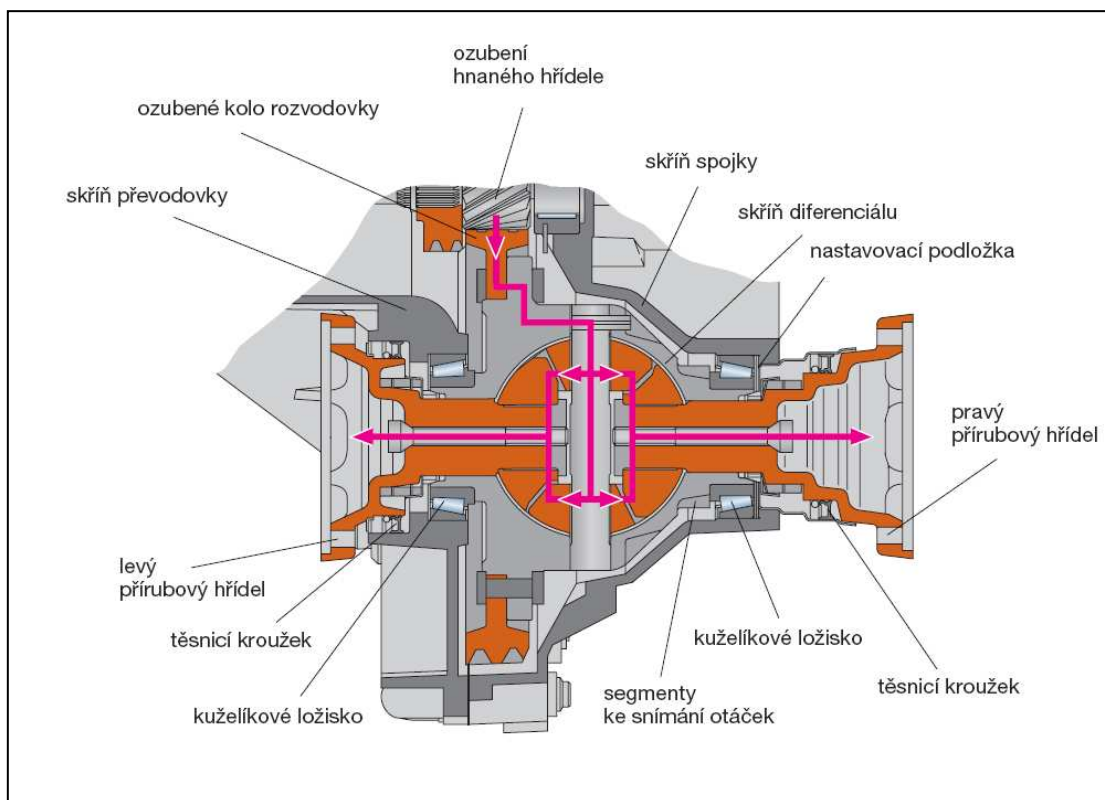 ozubení
hnaného hřídele
ozubené kolo rozvodovky
skříň spojky
skříň převodovky
skříň diferenciálu
nastavovací podložka
pravý
přírubový hřídel
levý
přírubový hřídel
těsnicí kroužek
kuželíkové ložisko
kuželíkové ložisko
segmenty
ke snímání otáček
těsnicí kroužek